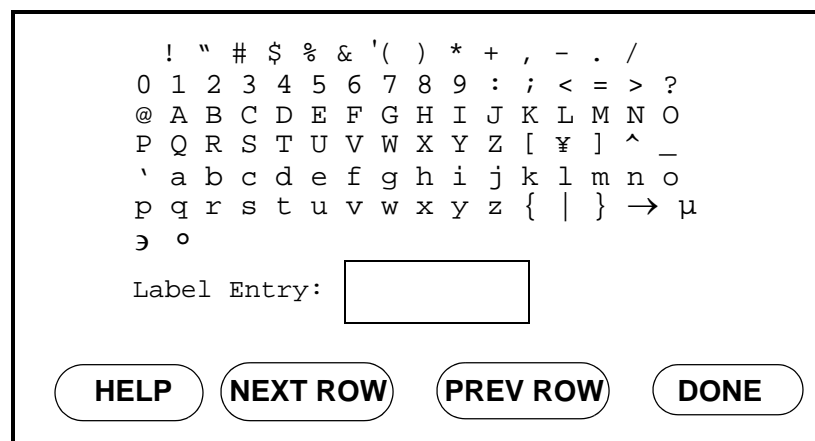 ! " # $ % & '( ) * + , - . /
0 1 2 3 4 5 6 7 8 9 : ; < = > ?
@ A B C D E F G H I J K L M N O
P Q R S T U V W X Y Z [ ¥ ] ^ _
‛ a b c d e f g h i j k l m n o
p q r s t u v w x y z { | } → µ
϶ °
Label Entry:
HELP NEXT ROW PREV ROW DONE